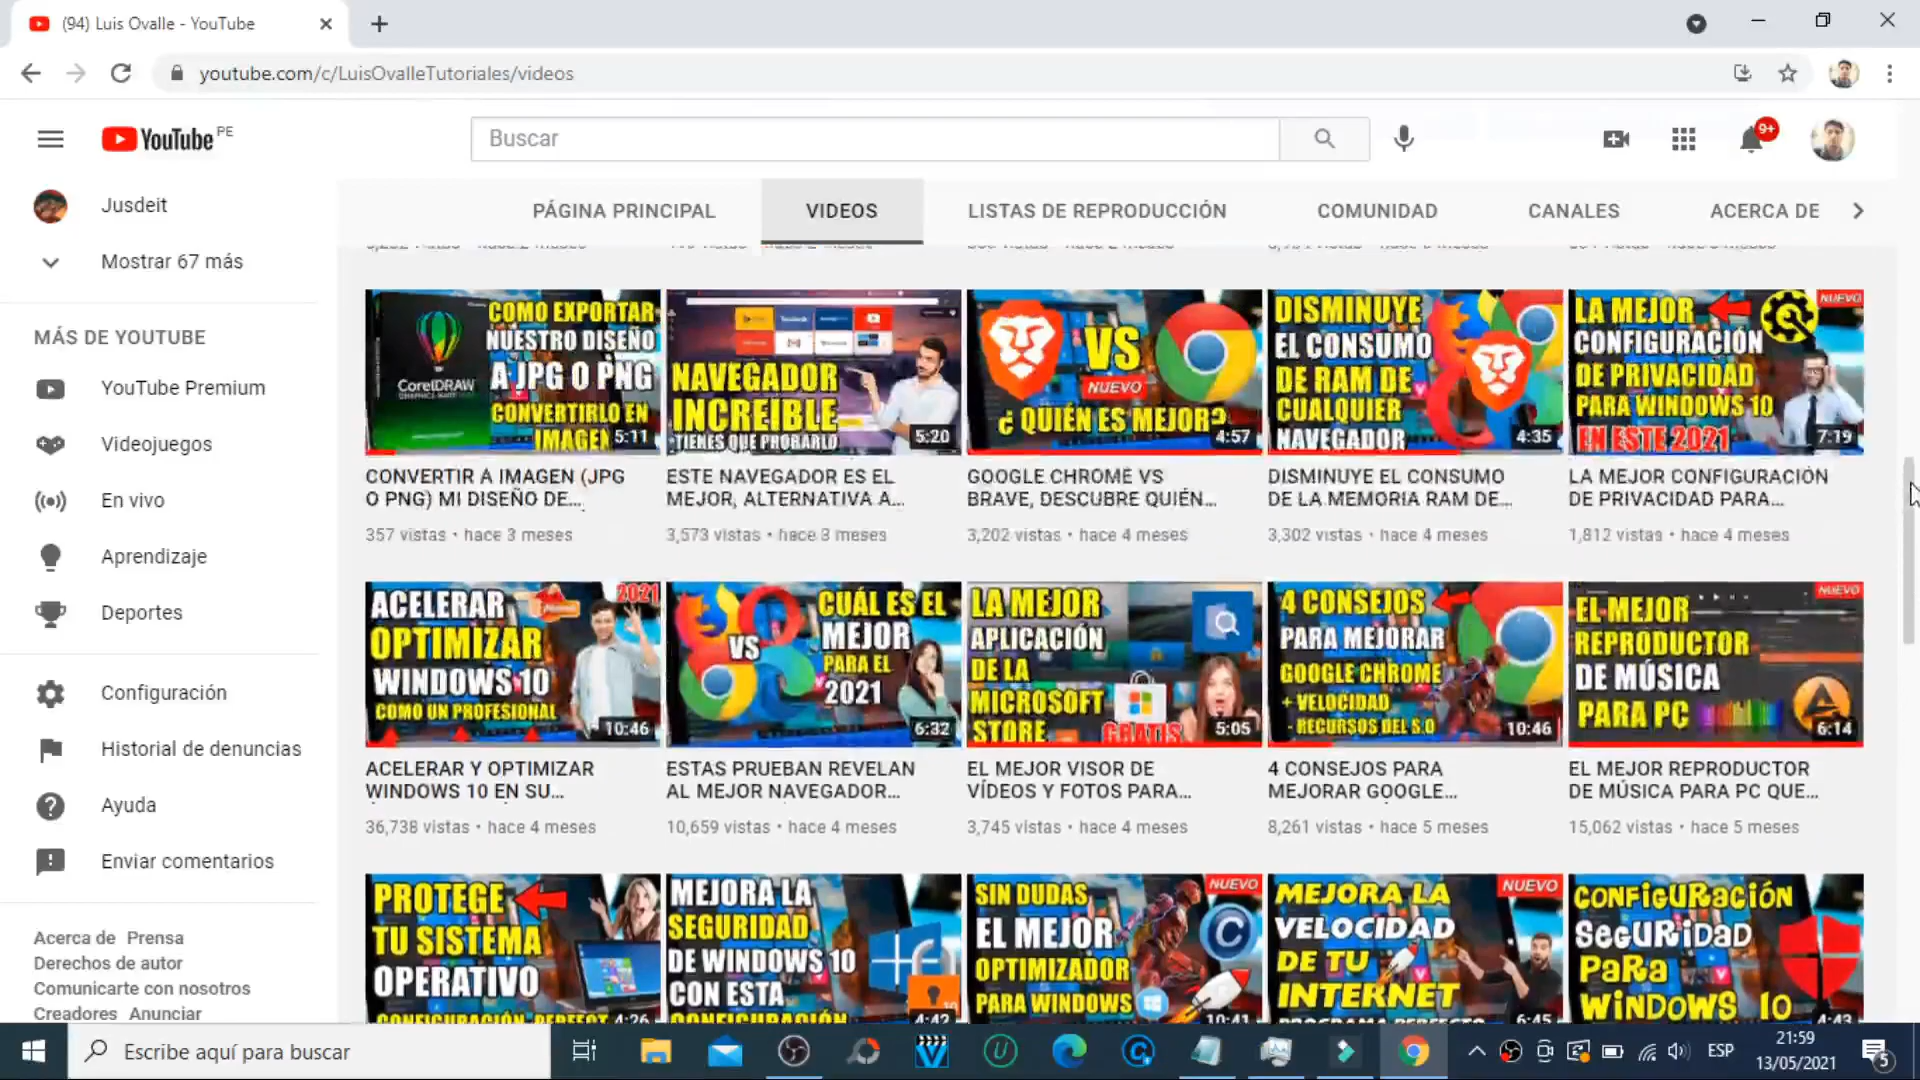 (94) Luis Ovalle - YouTube
youtube.com/c/LuisOvalleTutoriales/videos
YouTube PE
Buscar
9+
PÁGINA PRINCIPAL
VIDEOS
LISTAS DE REPRODUCCIÓN
COMUNIDAD
CANALES
ACERCA DE
Jusdeit
Mostrar 67 más
MÁS DE YOUTUBE
YouTube Premium
Videojuegos
En vivo
Aprendizaje
Deportes
Configuración
Historial de denuncias
Ayuda
Enviar comentarios
Acerca de Prensa
Derechos de autor
Comunicarte con nosotros
Creadores Anunciar
COMO EXPORTAR
NUESTRO DISEÑO
A JPG O PNG
CONVERTIRLO EN
IMAGEN
CorelDRAW
5:11
CONVERTIR A IMAGEN (JPG
O PNG) MI DISEÑO DE...
357 vistas • hace 3 meses
NAVEGADOR
INCREIBLE
TIENES QUE PROBARLO
5:20
ESTE NAVEGADOR ES EL
MEJOR, ALTERNATIVA A...
3,573 vistas • hace 3 meses
VS
NUEVO
¿QUIÉN ES MEJOR?
4:57
GOOGLE CHROME VS
BRAVE, DESCUBRE QUIÉN...
3,202 vistas • hace 4 meses
DISMINUYE
EL CONSUMO
DE RAM DE
CUALQUIER
NAVEGADOR
4:35
DISMINUYE EL CONSUMO
DE LA MEMORIA RAM DE...
3,302 vistas • hace 4 meses
LA MEJOR
NUEVO
CONFIGURACIÓN
DE PRIVACIDAD
PARA WINDOWS 10
EN ESTE 2021
7:19
LA MEJOR CONFIGURACIÓN
DE PRIVACIDAD PARA...
1,812 vistas • hace 4 meses
ACELERAR
2021
OPTIMIZAR
WINDOWS 10
COMO UN PROFESIONAL
10:46
ACELERAR Y OPTIMIZAR
WINDOWS 10 EN SU...
36,738 vistas • hace 4 meses
VS
CUÁL ES EL
MEJOR
PARA EL
2021
6:32
ESTAS PRUEBAN REVELAN
AL MEJOR NAVEGADOR...
10,659 vistas • hace 4 meses
LA MEJOR
APLICACIÓN
DE LA
MICROSOFT
STORE
GRATIS
5:05
EL MEJOR VISOR DE
VÍDEOS Y FOTOS PARA...
3,745 vistas • hace 4 meses
4 CONSEJOS
PARA MEJORAR
GOOGLE CHROME
+ VELOCIDAD
- RECURSOS DEL S.O
10:46
4 CONSEJOS PARA
MEJORAR GOOGLE...
8,261 vistas • hace 5 meses
EL MEJOR
NUEVO
REPRODUCTOR
DE MÚSICA
PARA PC
6:14
EL MEJOR REPRODUCTOR
DE MÚSICA PARA PC QUE...
15,062 vistas • hace 5 meses
PROTEGE
TU SISTEMA
OPERATIVO
CONFIGURACIÓN PERFECT
4:26
MEJORA LA
SEGURIDAD
DE WINDOWS 10
CON ESTA
CONFIGURACIÓN
4:42
SIN DUDAS
NUEVO
EL MEJOR
OPTIMIZADOR
PARA WINDOWS
10:41
MEJORA LA
NUEVO
VELOCIDAD
DE TU
INTERNET
PROGRAMA PERFECTO
6:45
CONFIGURACIÓN
SEGURIDAD
PARA
WINDOWS 10
4:43
Escribe aquí para buscar
ESP
21:59
13/05/2021
5